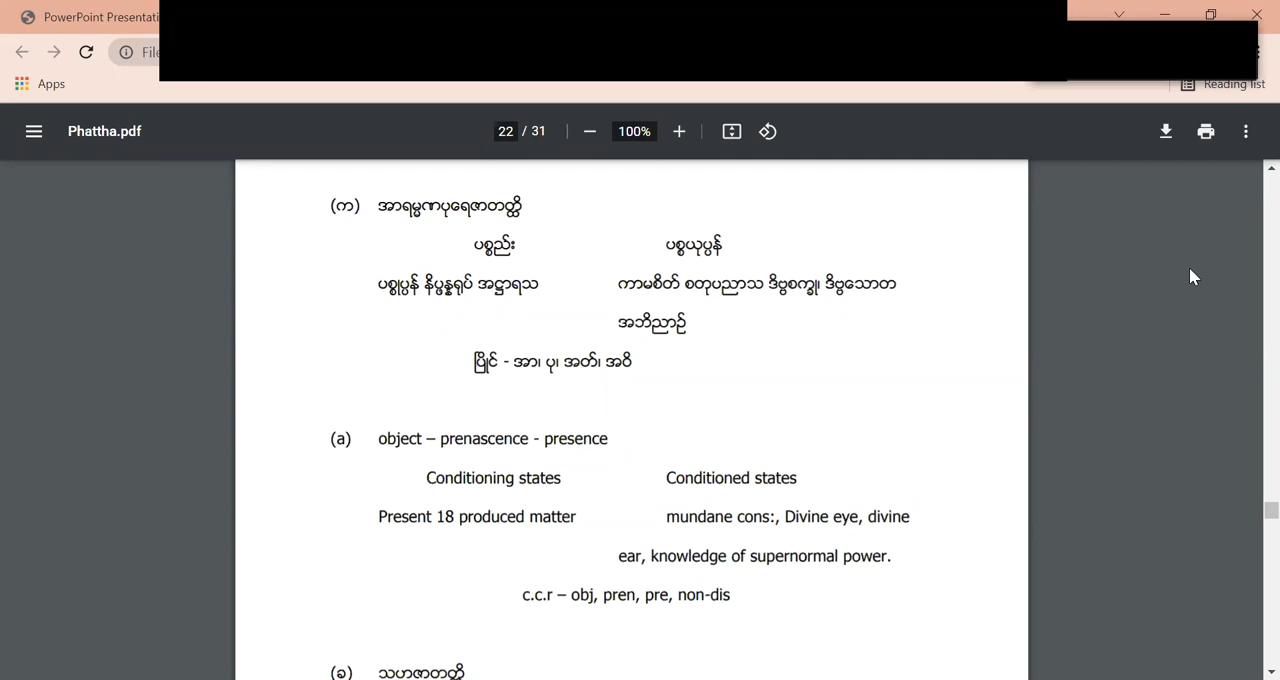 PowerPoint Presentati
File
Apps
Reading list
Phattha.pdf
22 / 31
100%
(က) အာရမ္မဏပုရေဇာတတ္ထိ
ပစ္စည်း ပစ္စယုပ္ပန်
ပစ္စုပ္ပန် နိပ္ဖန္နရုပ် အဋ္ဌာရသ ကာမစိတ် စတုပညာသ ဒိဗ္ဗစက္ခု၊ ဒိဗ္ဗသောတ
အဘိညာဉ်
ပြိုင် - အာ၊ ပု၊ အတ်၊ အဝိ
(a) object – prenascence - presence
Conditioning states Conditioned states
Present 18 produced matter mundane cons:, Divine eye, divine
ear, knowledge of supernormal power.
c.c.r – obj, pren, pre, non-dis
(ခ) သဟဇာတတ္ထိ